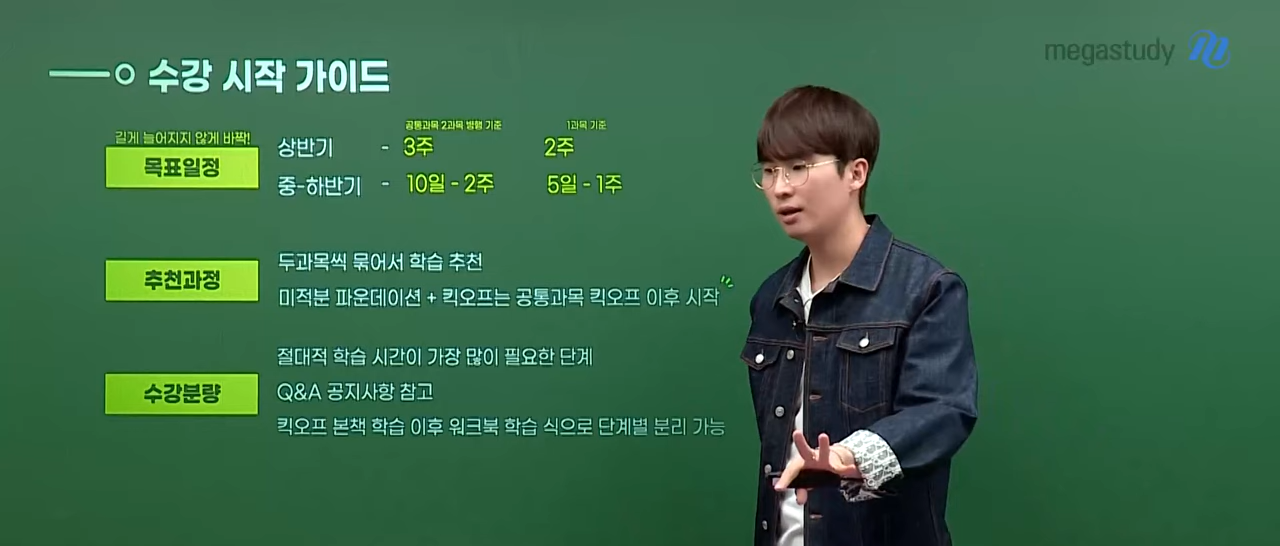 megastudy
수강 시작 가이드
길게 늘어지지 않게 바짝!
목표일정
공통과목 2과목 병행 기준
1과목 기준
상반기 - 3주 2주
중-하반기 - 10일 - 2주 5일 - 1주
추천과정
두과목씩 묶어서 학습 추천
미적분 파운데이션 + 킥오프는 공통과목 킥오프 이후 시작
수강분량
절대적 학습 시간이 가장 많이 필요한 단계
Q&A 공지사항 참고
킥오프 본책 학습 이후 워크북 학습 식으로 단계별 분리 가능